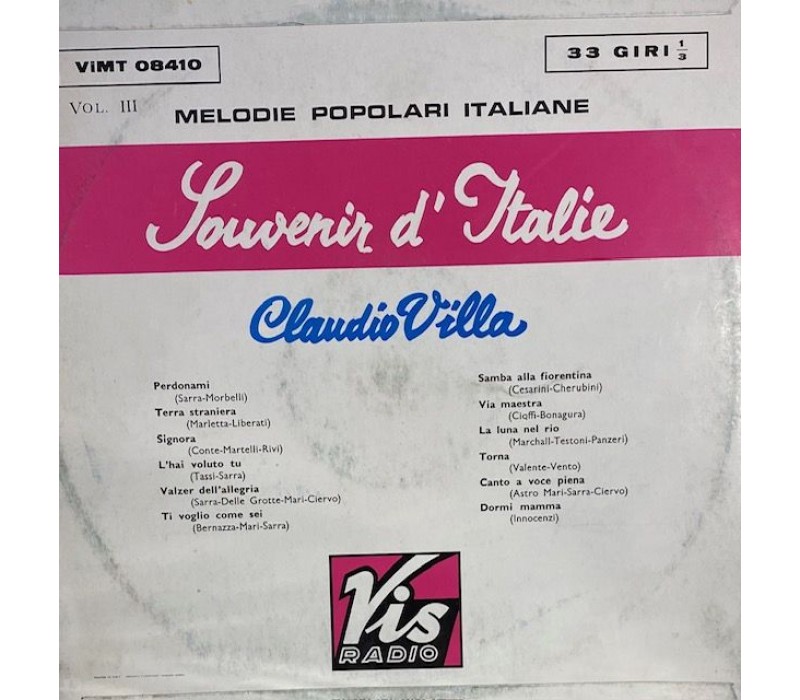 ViMT 08410
33 GIRI 1/3
VOL. III
MELODIE POPOLARI ITALIANE
Souvenir d'Italie
Claudio Villa
Perdonami
(Sarra-Morbelli)
Terra straniera
(Marletta-Liberati)
Signora
(Conte-Martelli-Rivi)
L'hai voluto tu
(Tassi-Sarra)
Valzer dell'allegria
(Sarra-Delle Grotte-Mari-Ciervo)
Ti voglio come sei
(Bernazza-Mari-Sarra)
Samba alla fiorentina
(Cesarini-Cherubini)
Via maestra
(Cioffi-Bonagura)
La luna nel rio
(Marchall-Testoni-Panzeri)
Torna
(Valente-Vento)
Canto a voce piena
(Astro Mari-Sarra-Ciervo)
Dormi mamma
(Innocenzi)
Vis
RADIO